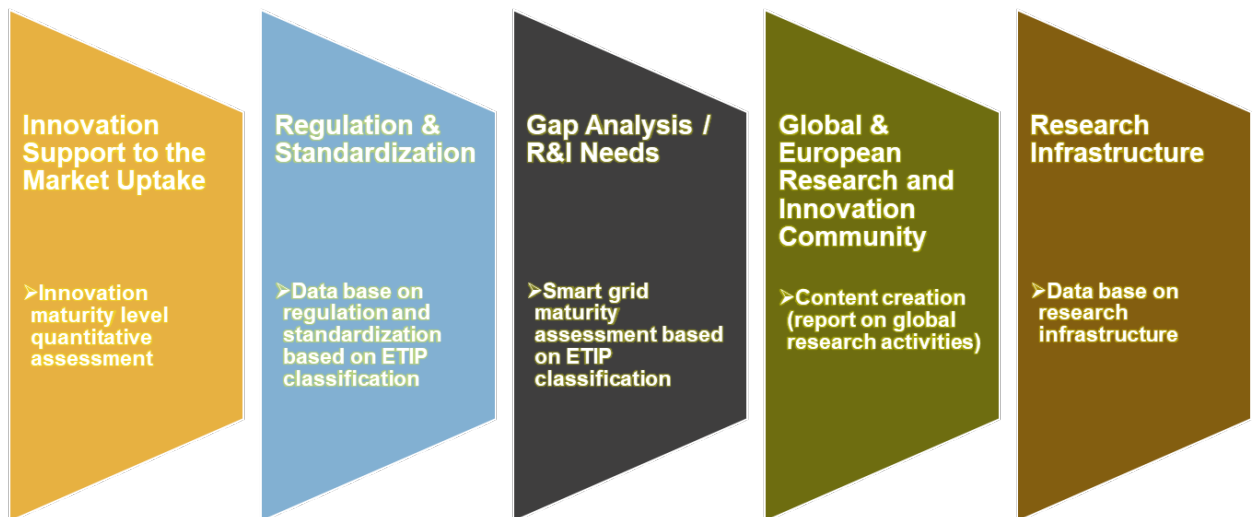 Innovation
Support to the
Market Uptake
➢Innovation
maturity level
quantitative
assessment
Regulation &
Standardization
➢Data base on
regulation and
standardization
based on ETIP
classification
Gap Analysis /
R&I Needs
➢Smart grid
maturity
assessment based
on ETIP
classification
Global &
European
Research and
Innovation
Community
➢Content creation
(report on global
research activities)
Research
Infrastructure
➢Data base on
research
infrastructure